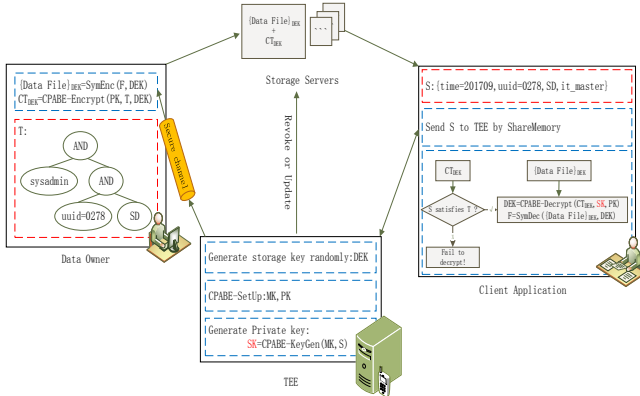 {Data File}DEK
+
CTDEK
...
Storage Servers
{Data File}DEK=SymEnc(F,DEK)
CTDEK=CPABE-Encrypt(PK,T,DEK)
T:
AND
sysadmin
AND
uuid=0278
SD
Data Owner
Secure channel
Revoke or Update
S:{time=201709,uuid=0278,SD,it_master}
Send S to TEE by ShareMemory
CTDEK
{Data File}DEK
S satisfies T ?
DEK=CPABE-Decrypt(CTDEK,SK,PK)
F=SymDec({Data File}DEK,DEK)
Fail to
decrypt!
Client Application
Generate storage key randomly:DEK
CPABE-SetUp:MK,PK
Generate Private key:
SK=CPABE-KeyGen(MK,S)
TEE